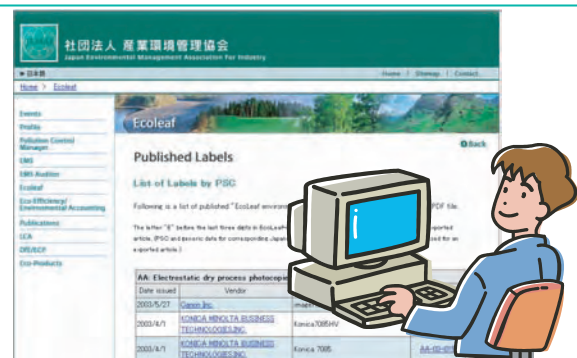 社団法人 産業環境管理協会
Japan Environmental Management Association For Industry
日本語
Home | Sitemap | Contact
Home > Ecoleaf
Events
Profile
Pollution Control
Manager
EMS
EMS Auditor
Ecoleaf
Eco-Efficiency/
Environmental Accounting
Publications
LCA
DfE/ECP
Eco-Products
Ecoleaf
Back
Published Labels
List of Labels by PSC
Following is a list of published "EcoLeaf environ
PDF file.
The letter "E" before the last three digits in EcoLeaf
exported
article. (PSC and generic data for corresponding Japan
used for an
exported article.)
AA: Electrostatic dry process photocopie
Date issued Vendor
2003/5/27 Canon Inc.
2003/4/1 KONICA MINOLTA BUSINESS
TECHNOLOGIES,INC. Konica7085HV
2003/4/1 KONICA MINOLTA BUSINESS
TECHNOLOGIES,INC. Konica 7085